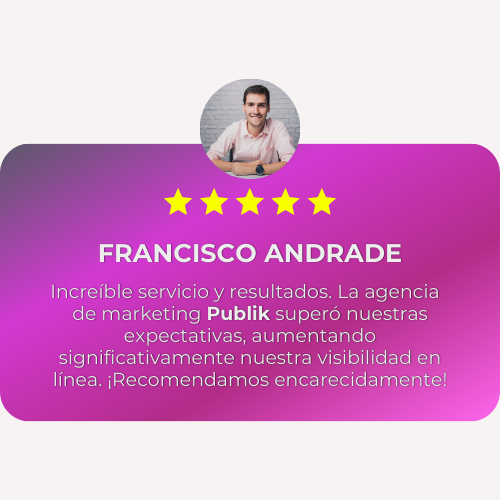 FRANCISCO ANDRADE
Increíble servicio y resultados. La agencia
de marketing Publik superó nuestras
expectativas, aumentando
significativamente nuestra visibilidad en
línea. ¡Recomendamos encarecidamente!